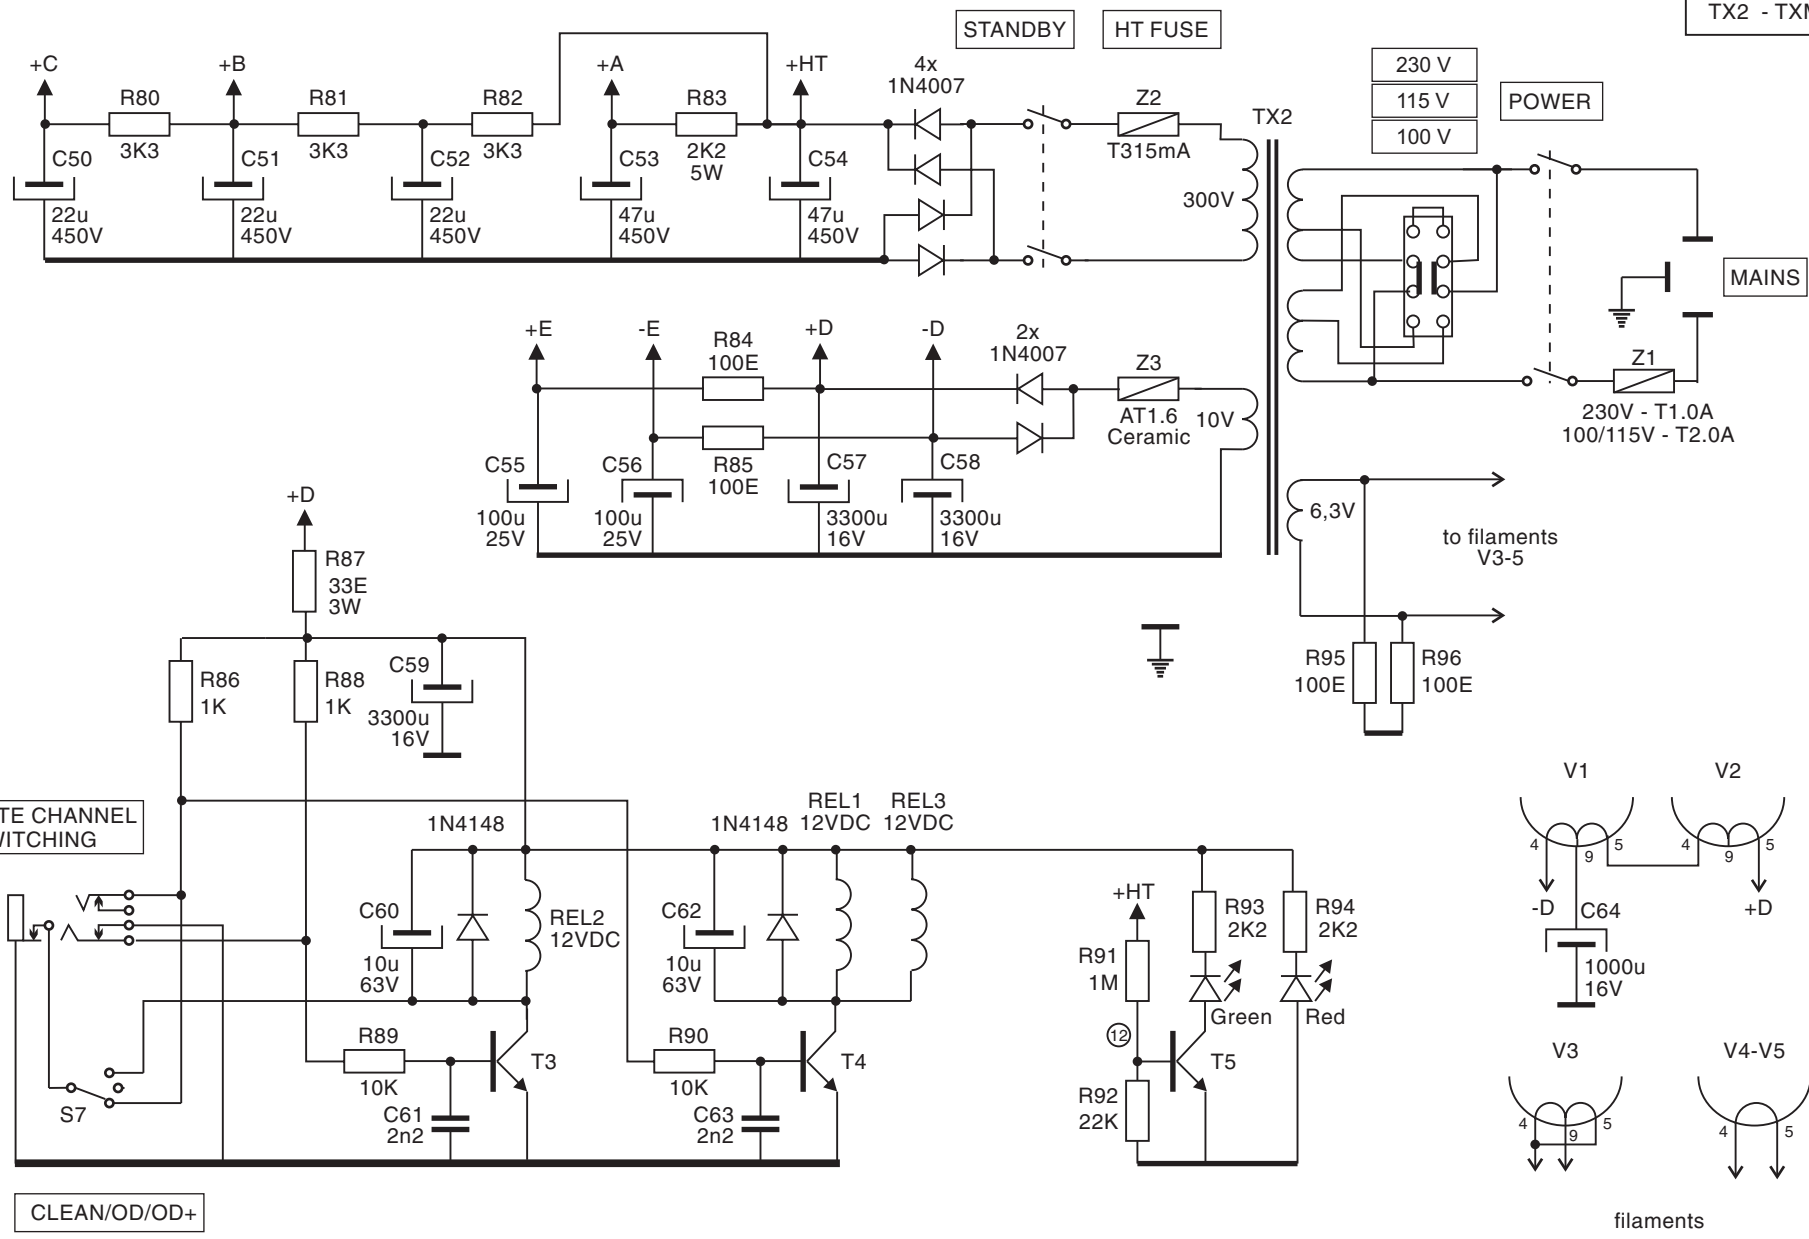 TX2 - TXM
STANDBY
HT FUSE
230 V
115 V
100 V
POWER
+C
+B
+A
+HT
4x
1N4007
R80
3K3
R81
3K3
R82
3K3
R83
2K2
5W
Z2
T315mA
TX2
C50
22u
450V
C51
22u
450V
C52
22u
450V
C53
47u
450V
C54
47u
450V
300V
MAINS
+E
-E
R84
100E
+D
-D
2x
1N4007
Z3
AT1.6
Ceramic
10V
Z1
230V - T1.0A
100/115V - T2.0A
R85
100E
C55
100u
25V
C56
100u
25V
C57
3300u
16V
C58
3300u
16V
6,3V
to filaments
V3-5
+D
R87
33E
3W
R86
1K
R88
1K
C59
3300u
16V
R95
100E
R96
100E
TE CHANNEL
ITCHING
1N4148
C60
10u
63V
REL2
12VDC
1N4148
REL1
12VDC
REL3
12VDC
C62
10u
63V
+HT
R91
1M
R93
2K2
R94
2K2
Green
Red
12
R89
10K
T3
R90
10K
T4
T5
S7
C61
2n2
C63
2n2
R92
22K
V1
4
9
5
-D
C64
1000u
16V
V2
4
9
5
+D
V3
4
9
5
V4-V5
4
5
CLEAN/OD/OD+
filaments